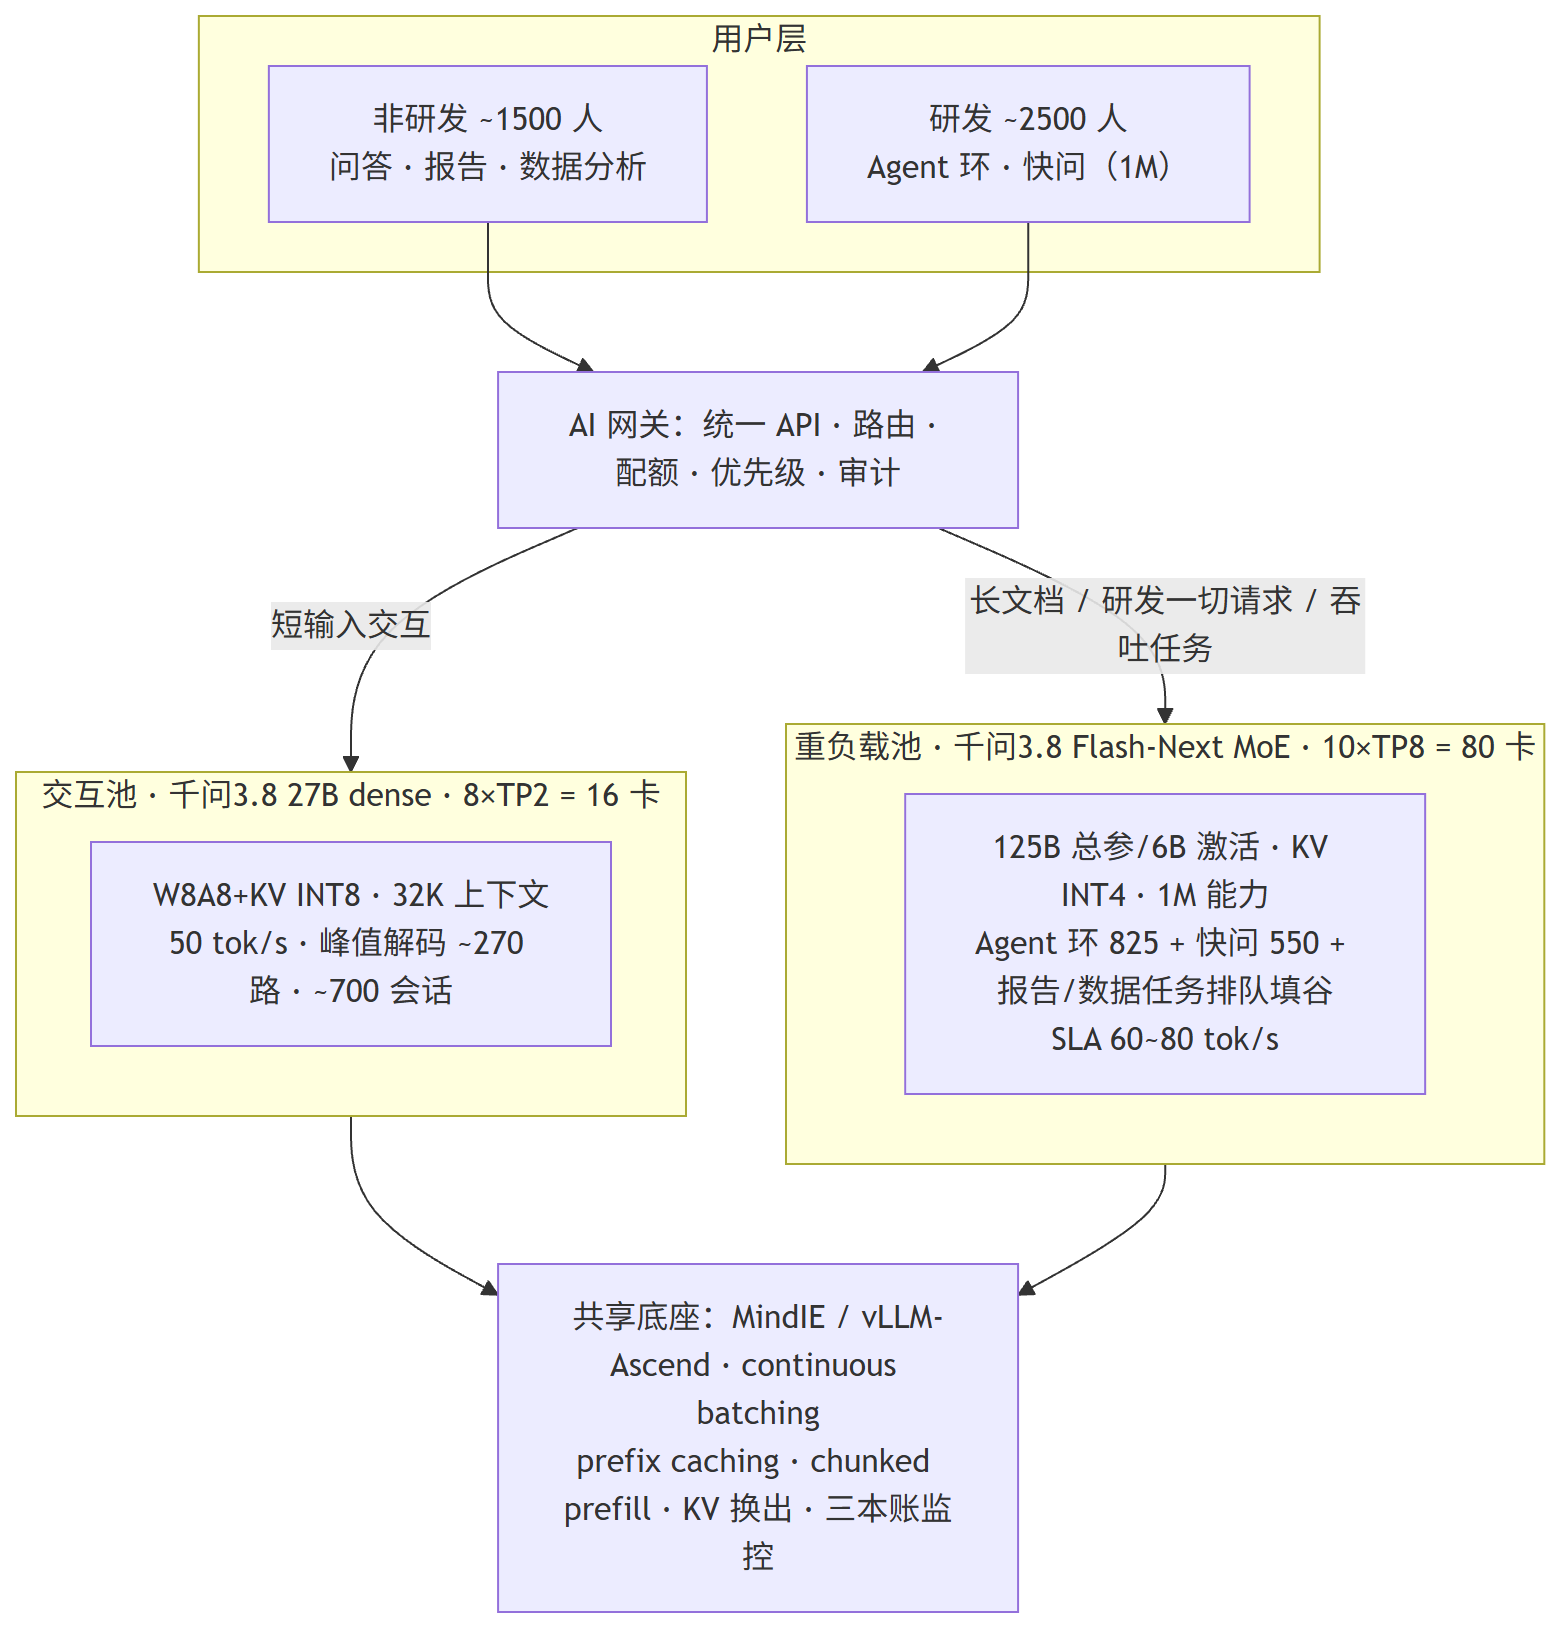 用户层
非研发 ~1500 人
问答 · 报告 · 数据分析
研发 ~2500 人
Agent 环 · 快问（1M）
AI 网关：统一 API · 路由 ·
配额 · 优先级 · 审计
短输入交互
长文档 / 研发一切请求 / 吞
吐任务
交互池 · 千问3.8 27B dense · 8×TP2 = 16 卡
W8A8+KV INT8 · 32K 上下文
50 tok/s · 峰值解码 ~270
路 · ~700 会话
重负载池 · 千问3.8 Flash-Next MoE · 10×TP8 = 80 卡
125B 总参/6B 激活 · KV
INT4 · 1M 能力
Agent 环 825 + 快问 550 +
报告/数据任务排队填谷
SLA 60~80 tok/s
共享底座：MindIE / vLLM-
Ascend · continuous
batching
prefix caching · chunked
prefill · KV 换出 · 三本账监
控